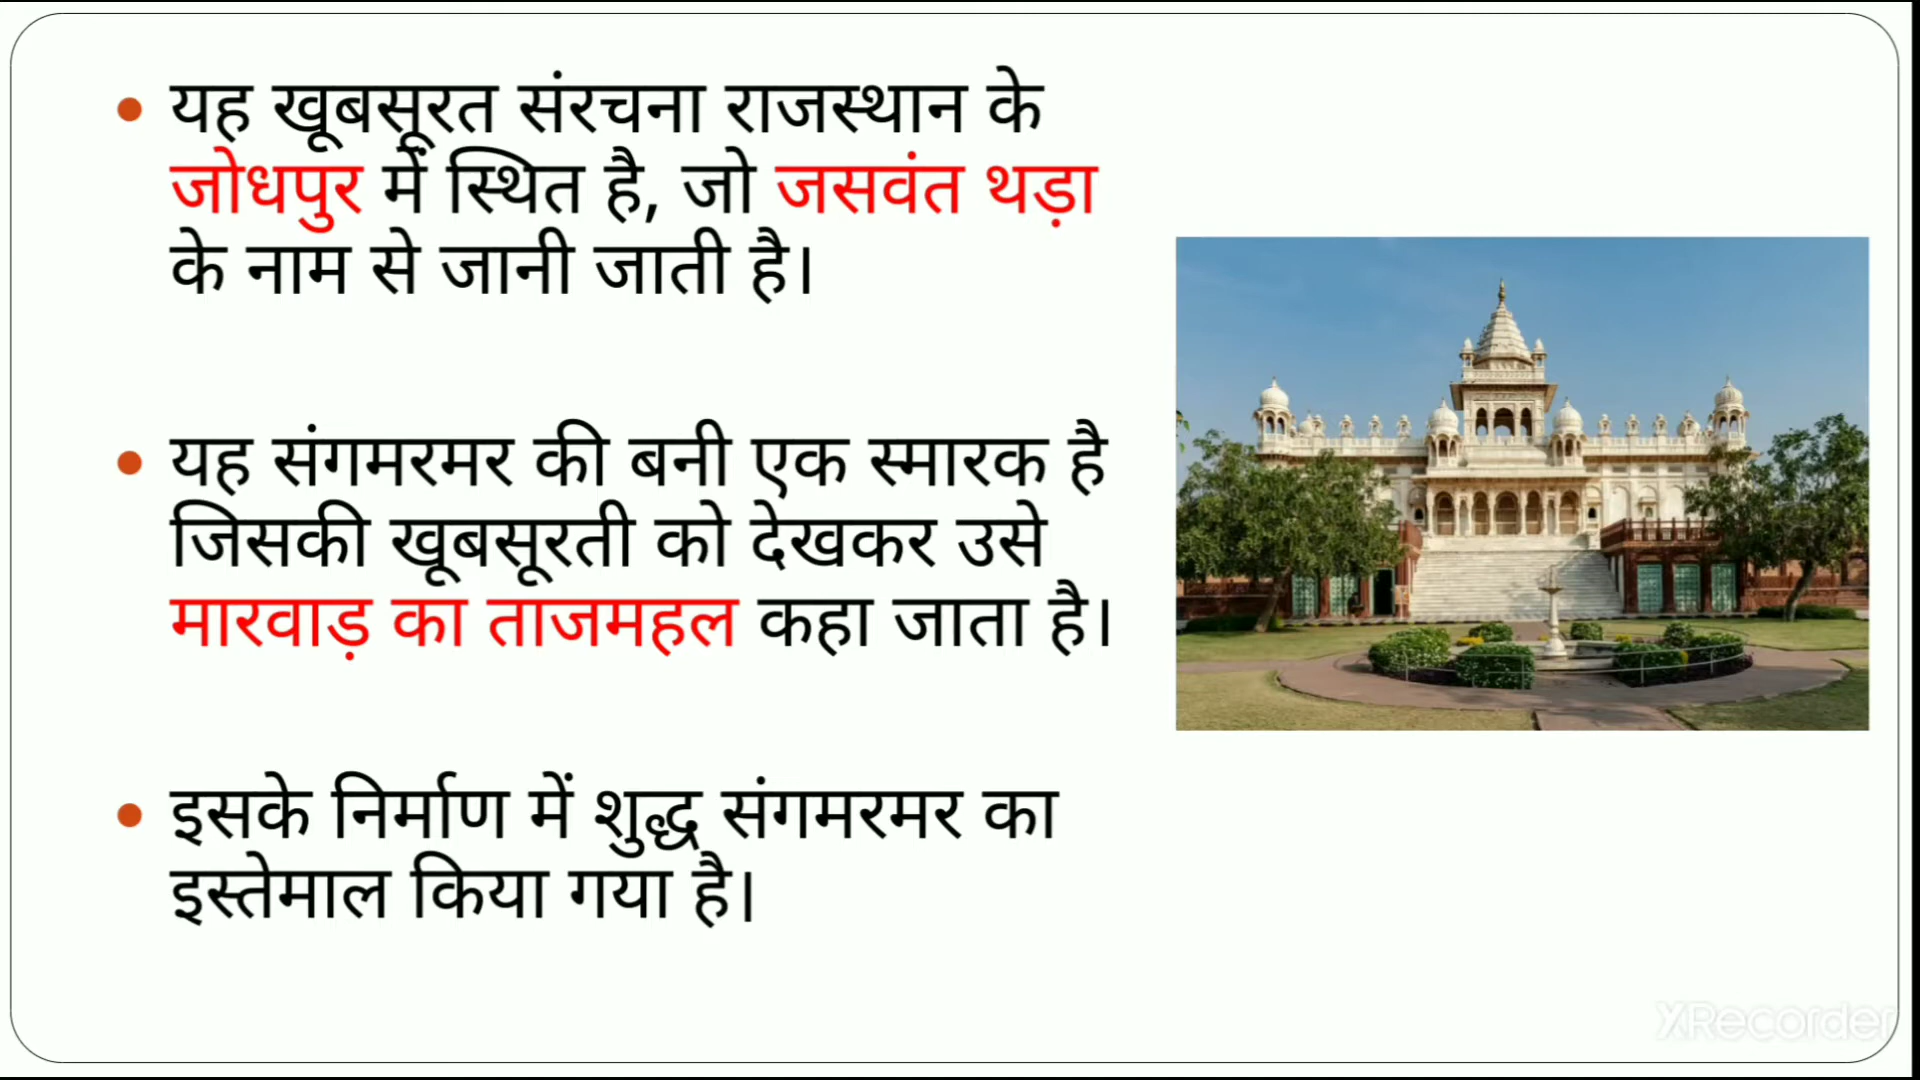 यह खूबसूरत संरचना राजस्थान के
जोधपुर में स्थित है, जो जसवंत थड़ा
के नाम से जानी जाती है।
यह संगमरमर की बनी एक स्मारक है
जिसकी खूबसूरती को देखकर उसे
मारवाड़ का ताजमहल कहा जाता है।
इसके निर्माण में शुद्ध संगमरमर का
इस्तेमाल किया गया है।
XRecorder